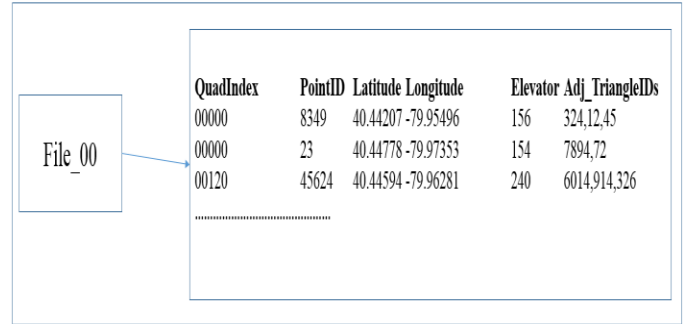 File_00
QuadIndex PointID Latitude Longitude Elevator Adj_TriangleIDs
00000 8349 40.44207 -79.95496 156 324,12,45
00000 23 40.44778 -79.97353 154 7894,72
00120 45624 40.44594 -79.96281 240 6014,914,326
.............................................